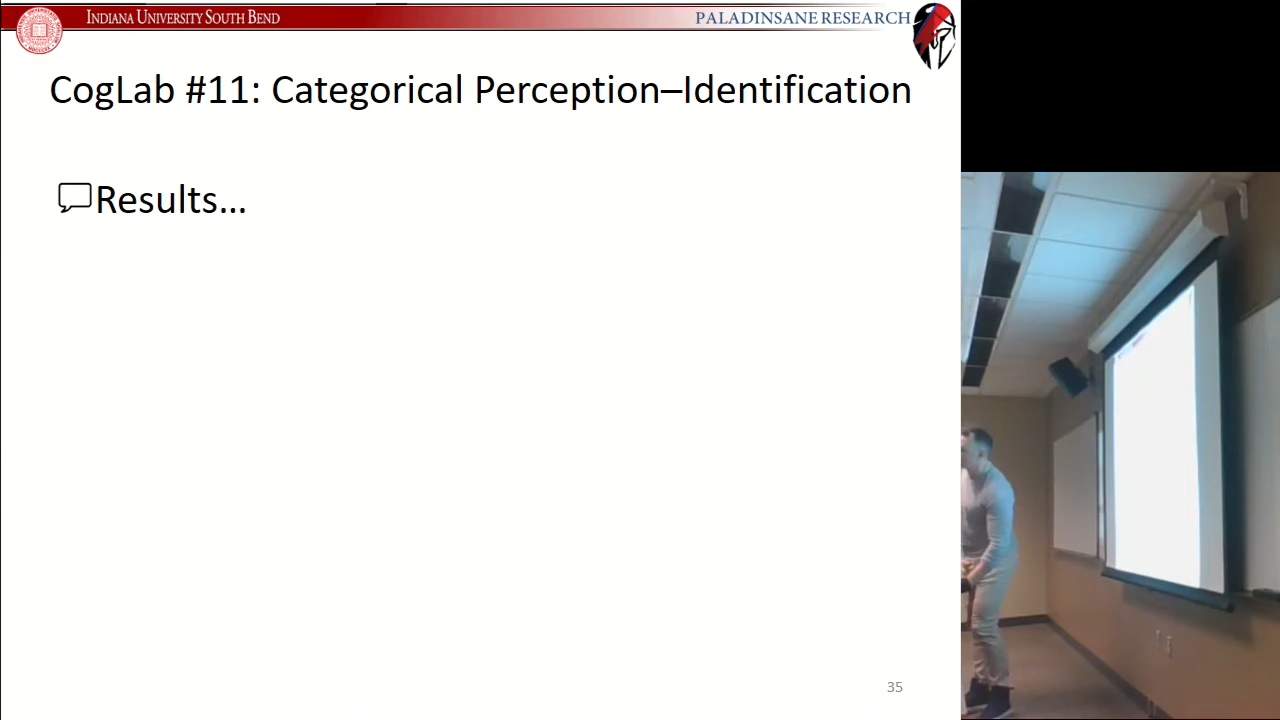 INDIANA UNIVERSITY SOUTH BEND
PALADINSANE RESEARCH
CogLab #11: Categorical Perception–Identification
Results…
35